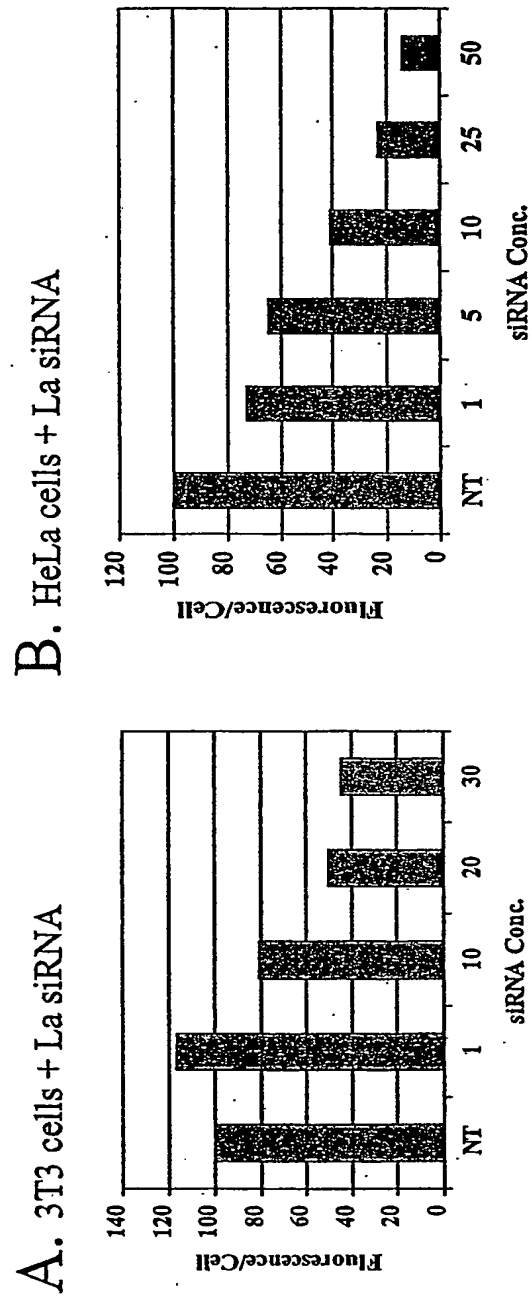 A. 3T3 cells + La siRNA
Fluorescence/Cell
140
120
100
80
60
40
20
0
NT 1 10 20 30
siRNA Conc.
B. HeLa cells + La siRNA
Fluorescence/Cell
120
100
80
60
40
20
0
NT 1 5 10 25 50
siRNA Conc.